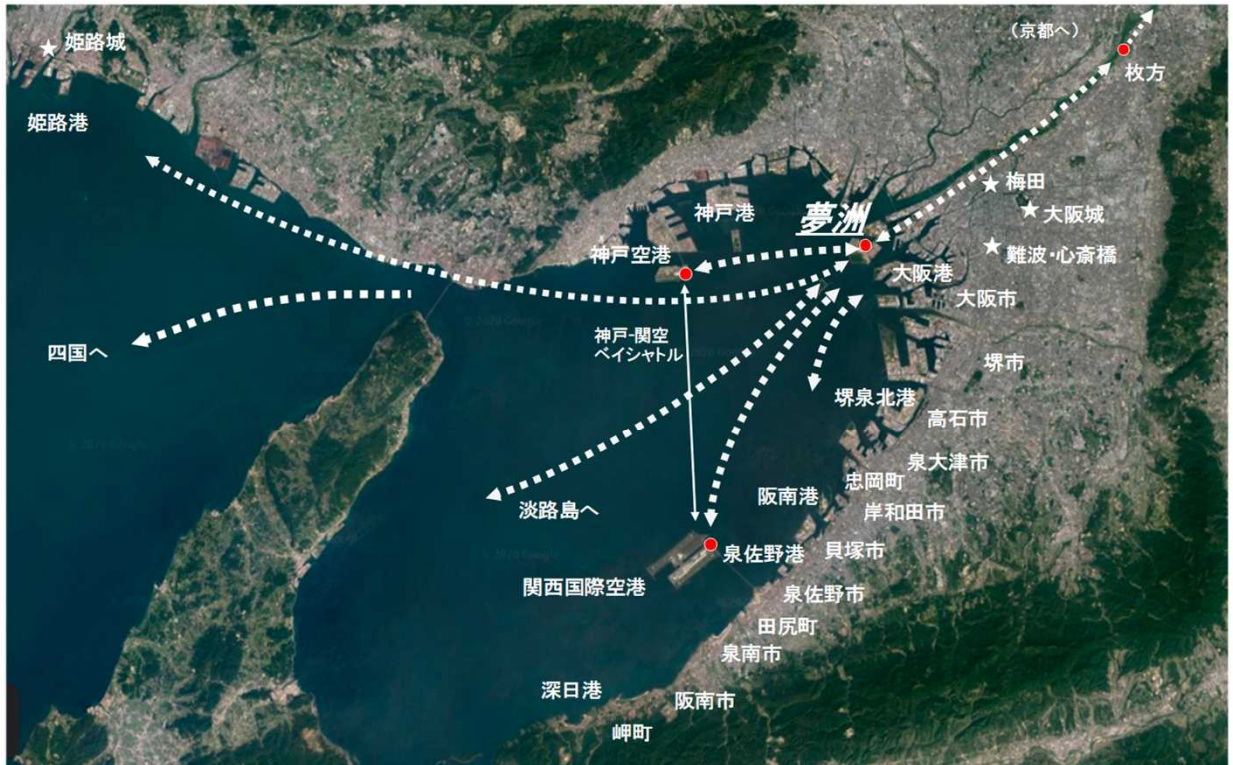 （京都へ）
姫路城
枚方
姫路港
梅田
神戸港
夢洲
大阪城
神戸空港
難波・心斎橋
大阪港
大阪市
神戸-関空
ベイシャトル
四国へ
堺市
堺泉北港
高石市
泉大津市
忠岡町
阪南港
淡路島へ
岸和田市
貝塚市
泉佐野港
関西国際空港
泉佐野市
田尻町
泉南市
深日港
阪南市
岬町